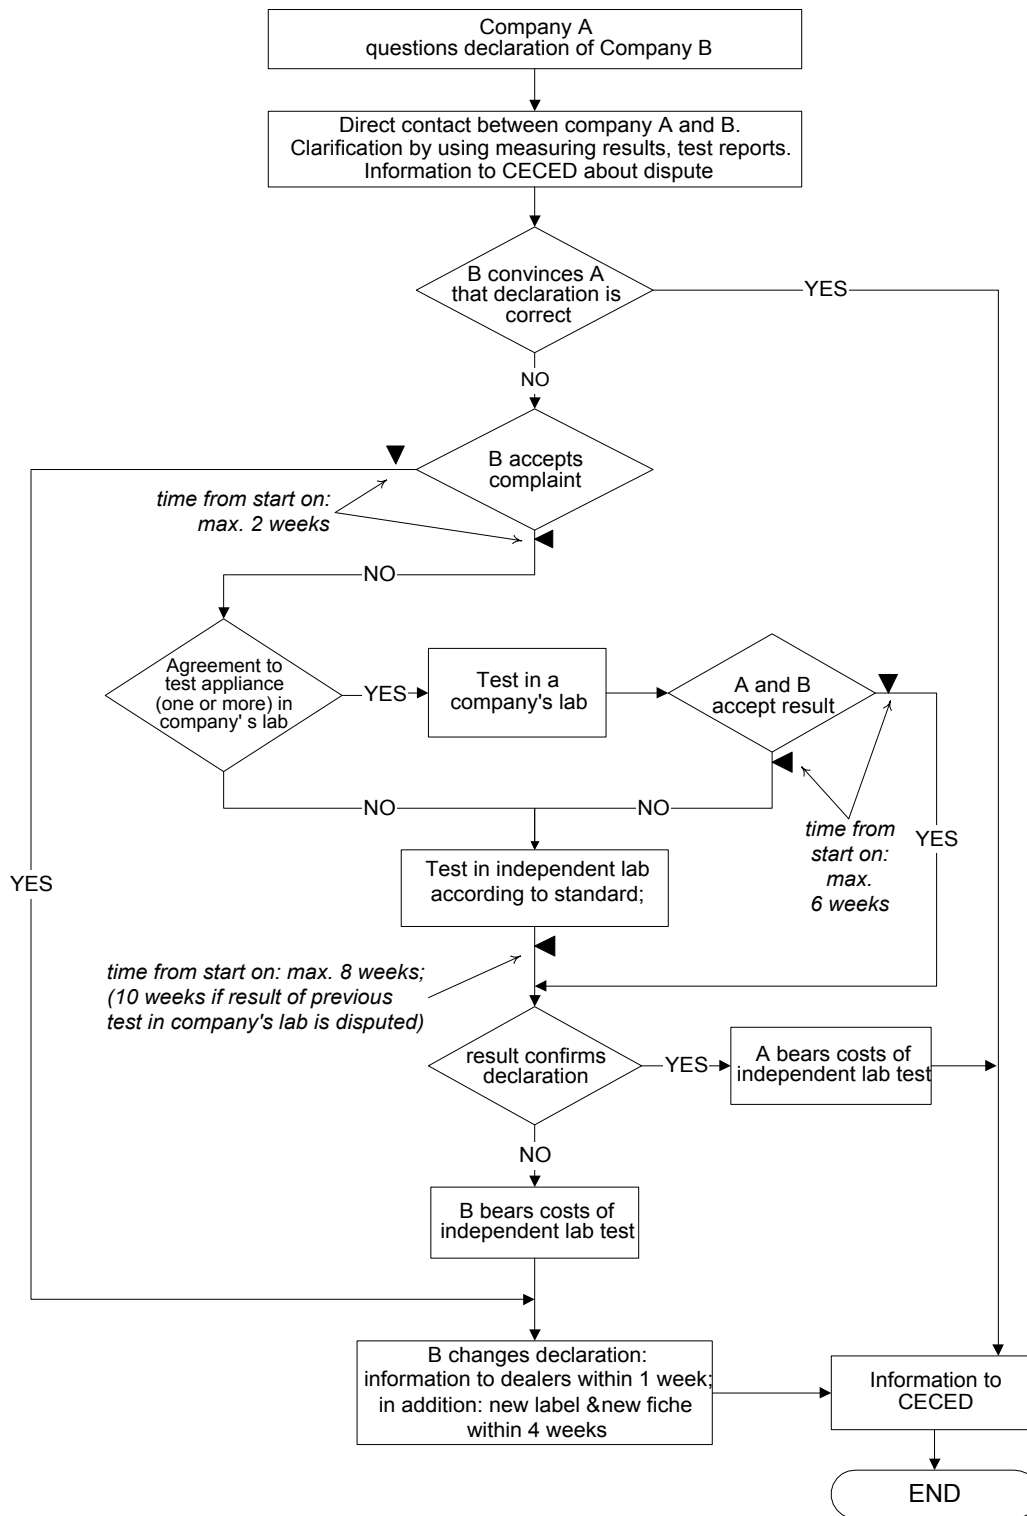 Company A
questions declaration of Company B
Direct contact between company A and B.
Clarification by using measuring results, test reports.
Information to CECED about dispute
B convinces A
that declaration is
correct
YES
NO
B accepts
complaint
time from start on:
max. 2 weeks
NO
Agreement to
test appliance
(one or more) in
company' s lab
YES
Test in a
company's lab
A and B
accept result
NO
NO
time from
start on:
max.
6 weeks
YES
YES
Test in independent lab
according to standard;
time from start on: max. 8 weeks;
(10 weeks if result of previous
test in company's lab is disputed)
result confirms
declaration
YES
A bears costs of
independent lab test
NO
B bears costs of
independent lab test
B changes declaration:
information to dealers within 1 week;
in addition: new label &new fiche
within 4 weeks
Information to
CECED
END